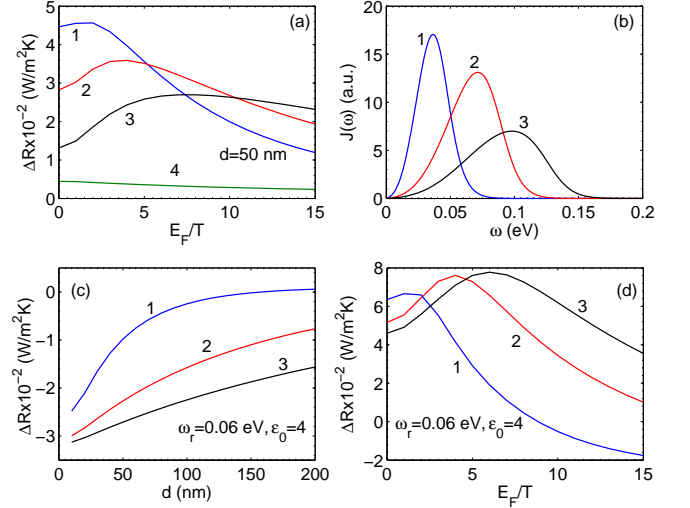 (a)
ΔRx10⁻² (W/m²K)
5
4
3
2
1
0
1
2
3
4
d=50 nm
0 5 10 15
E_F/T
(b)
J(ω) (a.u.)
20
15
10
5
0
1
2
3
0 0.05 0.1 0.15 0.2
ω (eV)
(c)
ΔRx10⁻² (W/m²K)
0
−1
−2
−3
1
2
3
ω_r=0.06 eV, ε_0=4
0 50 100 150 200
d (nm)
(d)
ΔRx10⁻² (W/m²K)
8
6
4
2
0
−2
3
2
1
ω_r=0.06 eV, ε_0=4
0 5 10 15
E_F/T